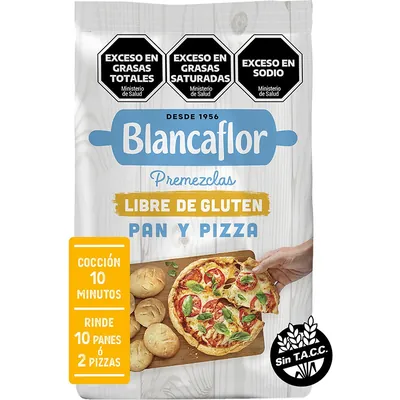 EXCESO EN
GRASAS
TOTALES
Ministerio
de Salud
EXCESO EN
GRASAS
SATURADAS
Ministerio
de Salud
EXCESO EN
SODIO
Ministerio
de Salud
DESDE 1956
Blancaflor
Premezclas
LIBRE DE GLUTEN
PAN Y PIZZA
COCCIÓN
10
MINUTOS
RINDE
10 PANES
Ó
2 PIZZAS
Sin T.A.C.C.